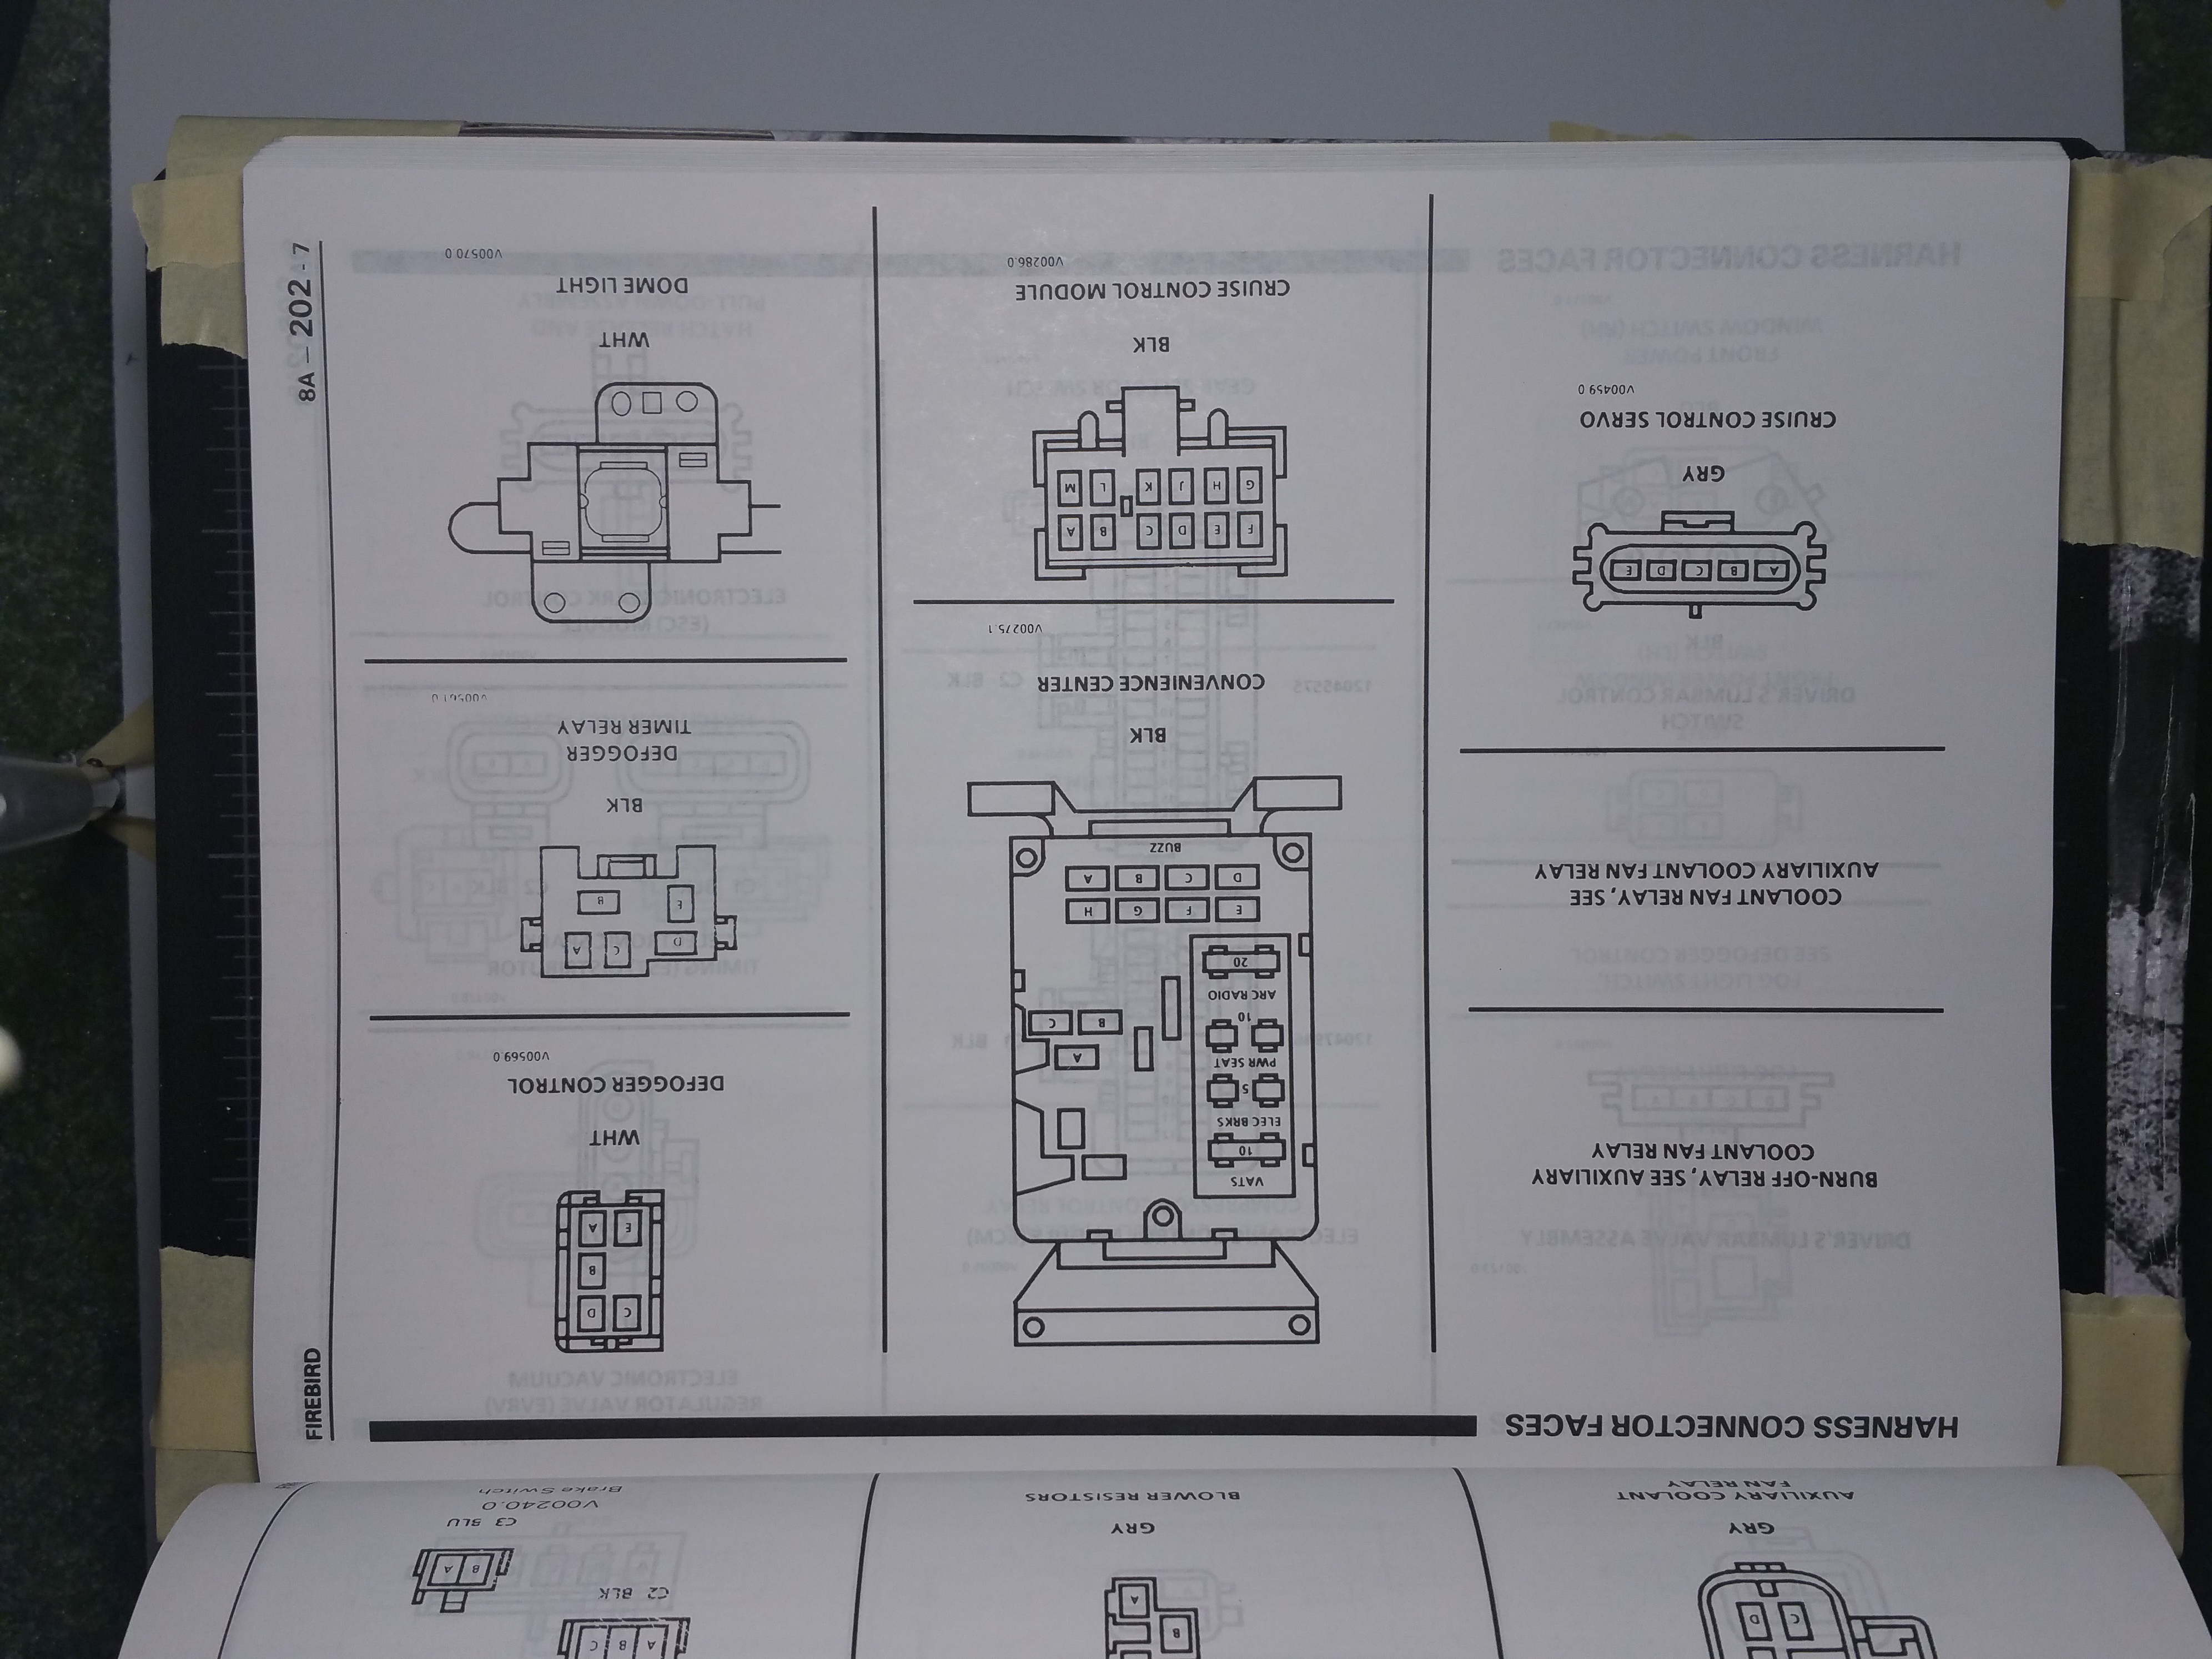 HARNESS CONNECTOR FACES
FIREBIRD
8A – 202 - 7
BURN-OFF RELAY, SEE AUXILIARY
COOLANT FAN RELAY
COOLANT FAN RELAY, SEE
AUXILIARY COOLANT FAN RELAY
A B C D E
GRY
CRUISE CONTROL SERVO
V00459.0
VATS
10
ELEC BRKS
5
PWR SEAT
10
ARC RADIO
20
A
B C
E F G H
D C B A
BUZZ
BLK
CONVENIENCE CENTER
V00275.1
F E D C B A
G H J K L M
BLK
CRUISE CONTROL MODULE
V00286.0
C D
B
E A
WHT
DEFOGGER CONTROL
V00569.0
D C A
E B
BLK
DEFOGGER
TIMER RELAY
V00561.0
WHT
DOME LIGHT
V00570.0
C D
GRY
AUXILIARY COOLANT
FAN RELAY
B
A
GRY
BLOWER RESISTORS
A B C
C2 BLK
B A
C3 BLU
V00240.0
Brake Switch